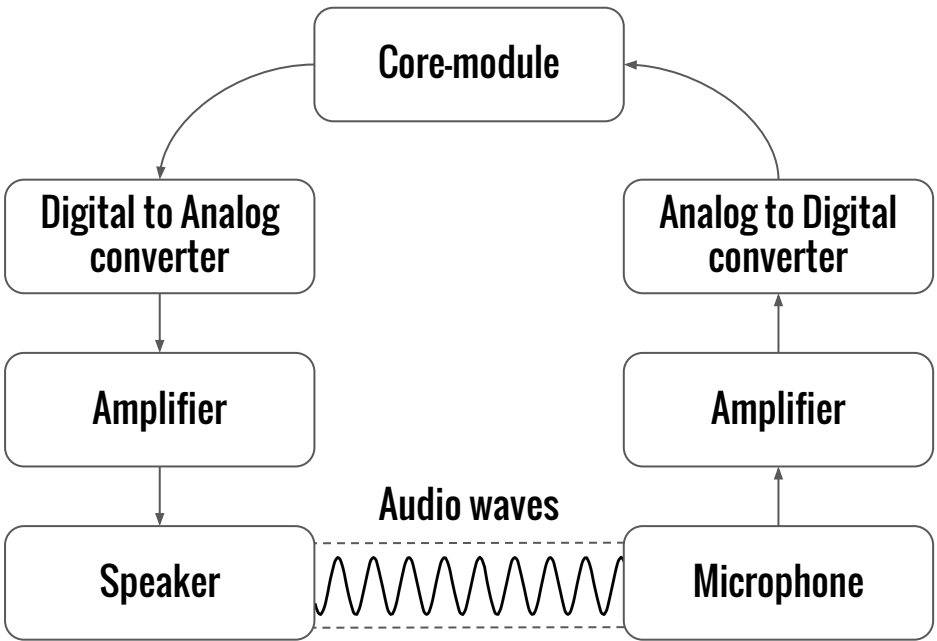 Core-module
Digital to Analog
converter
Analog to Digital
converter
Amplifier
Amplifier
Audio waves
Speaker
Microphone